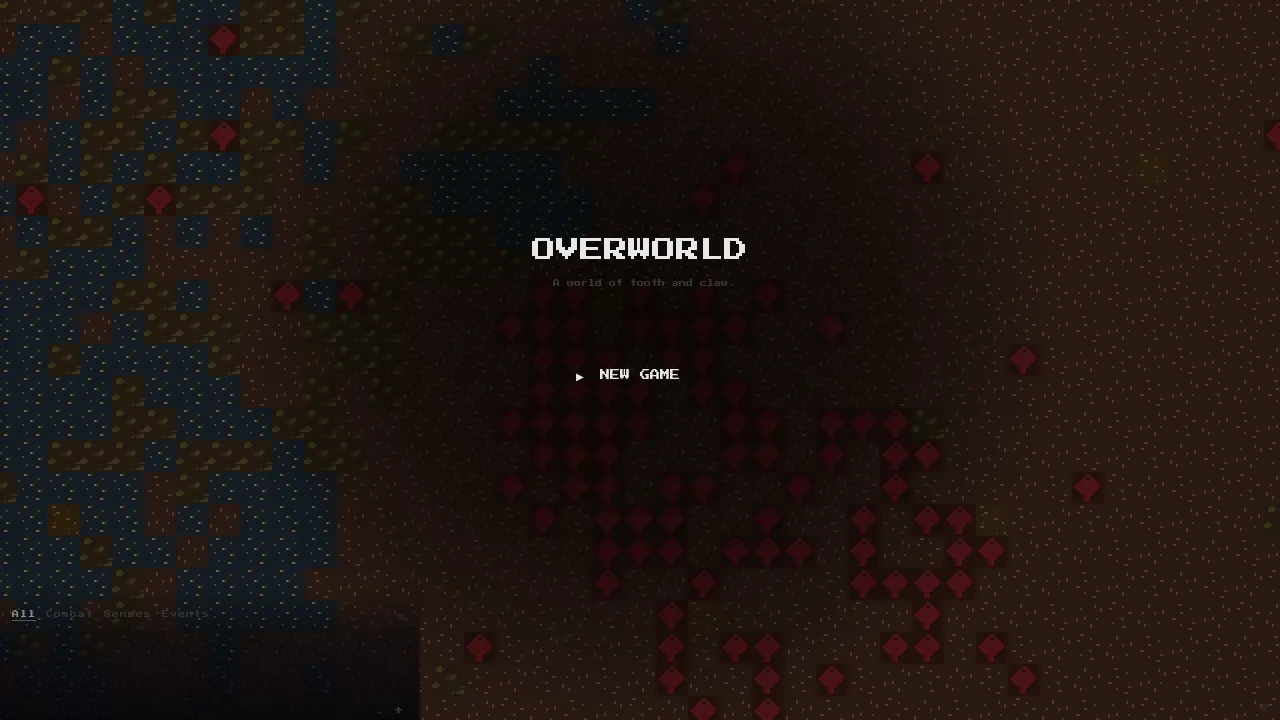 OVERWORLD
A world of tooth and claw.
▶ NEW GAME
All Combat Senses Events
+